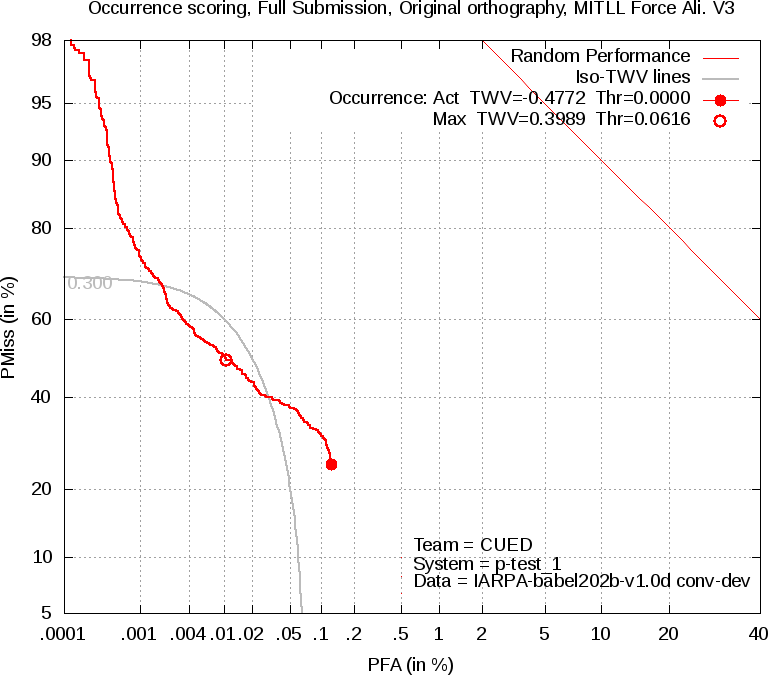 Occurrence scoring, Full Submission, Original orthography, MITLL Force Ali. V3
98
95
90
80
60
40
20
10
5
PMiss (in %)
Random Performance
Iso-TWV lines
Occurrence: Act TWV=-0.4772 Thr=0.0000
Max TWV=0.3989 Thr=0.0616
0.300
Team = CUED
System = p-test_1
Data = IARPA-babel202b-v1.0d conv-dev
.0001 .001 .004 .01 .02 .05 .1 .2 .5 1 2 5 10 20 40
PFA (in %)